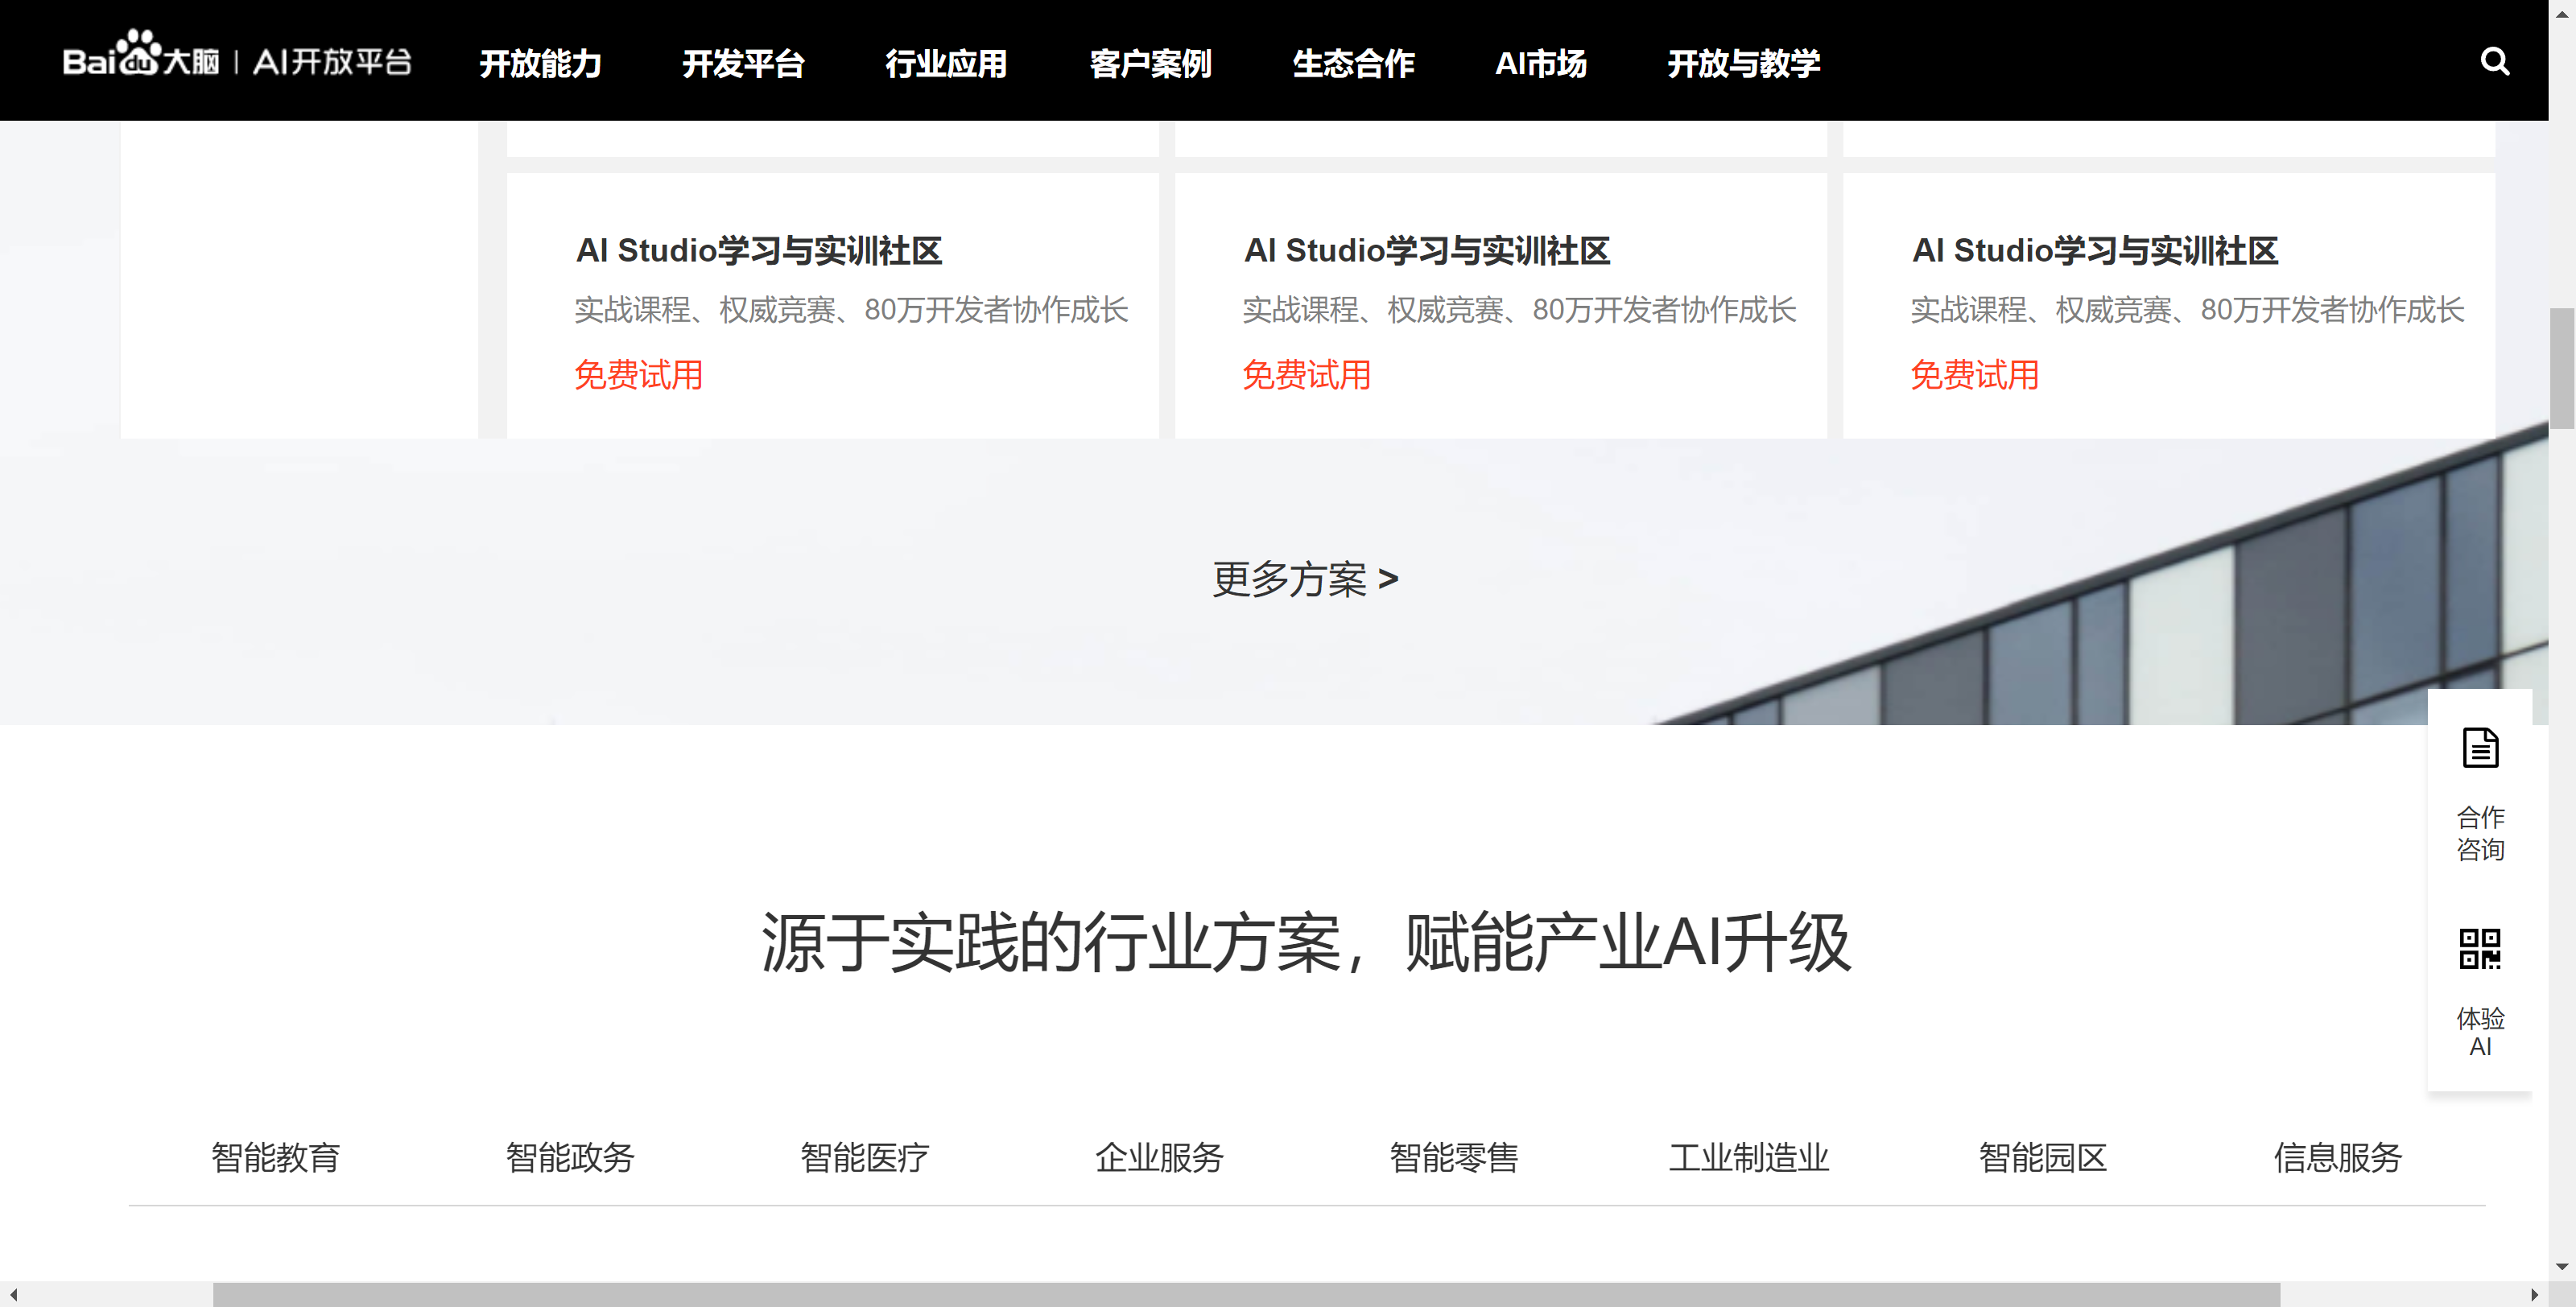 Baidu大脑 | AI开放平台 开放能力 开发平台 行业应用 客户案例 生态合作 AI市场 开放与教学
AI Studio学习与实训社区
实战课程、权威竞赛、80万开发者协作成长
免费试用
AI Studio学习与实训社区
实战课程、权威竞赛、80万开发者协作成长
免费试用
AI Studio学习与实训社区
实战课程、权威竞赛、80万开发者协作成长
免费试用
更多方案 >
合作
咨询
体验
AI
源于实践的行业方案，赋能产业AI升级
智能教育 智能政务 智能医疗 企业服务 智能零售 工业制造业 智能园区 信息服务